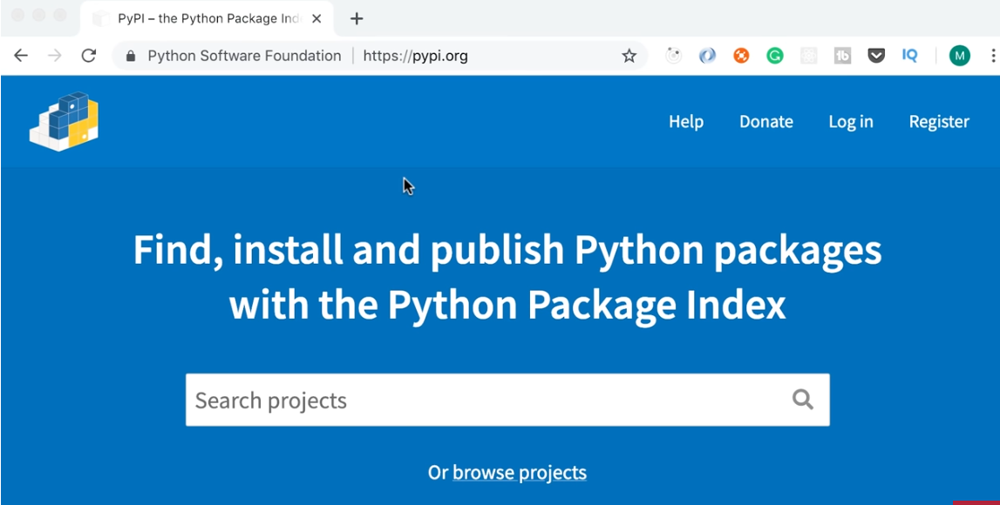 PyPI – the Python Package Ind
Python Software Foundation | https://pypi.org
IQ M
Help Donate Log in Register
Find, install and publish Python packages
with the Python Package Index
Search projects
Or browse projects